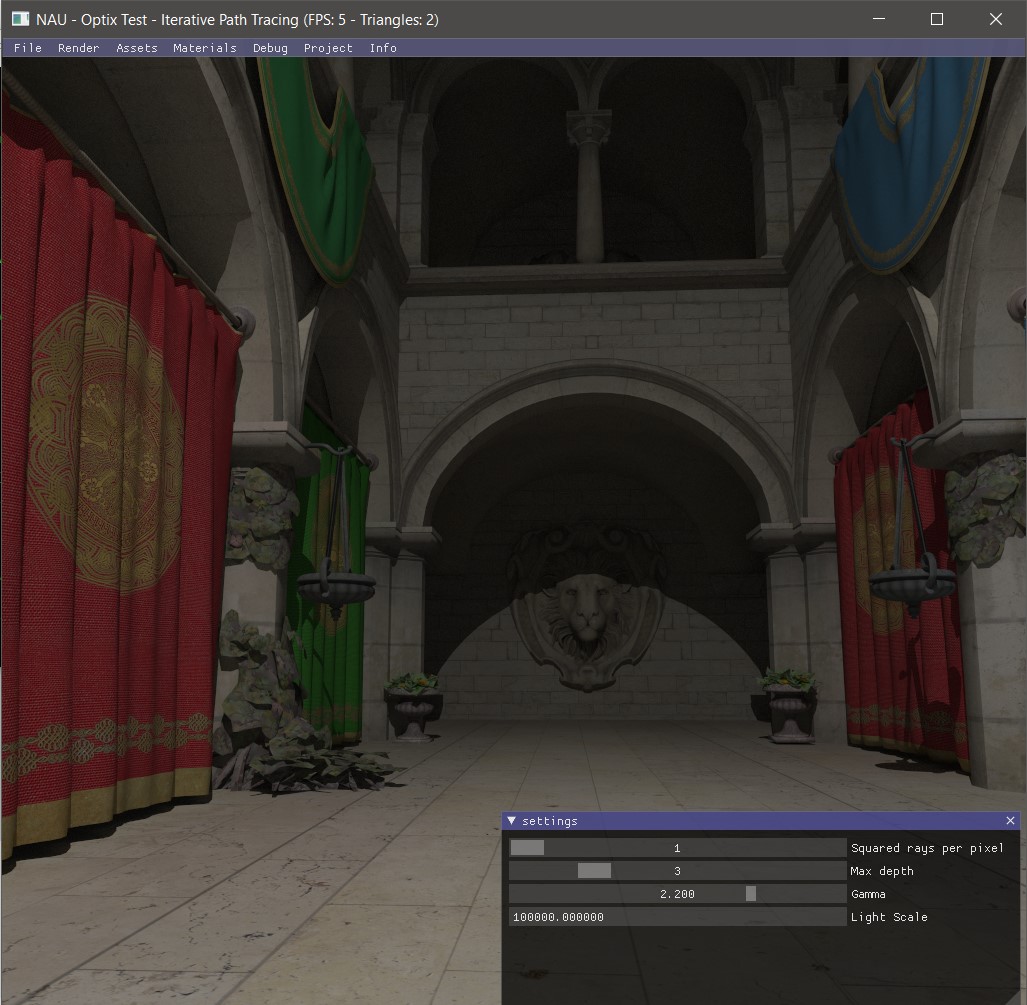 NAU - Optix Test - Iterative Path Tracing (FPS: 5 - Triangles: 2)
File Render Assets Materials Debug Project Info
settings
1 Squared rays per pixel
3 Max depth
2.200 Gamma
100000.000000 Light Scale